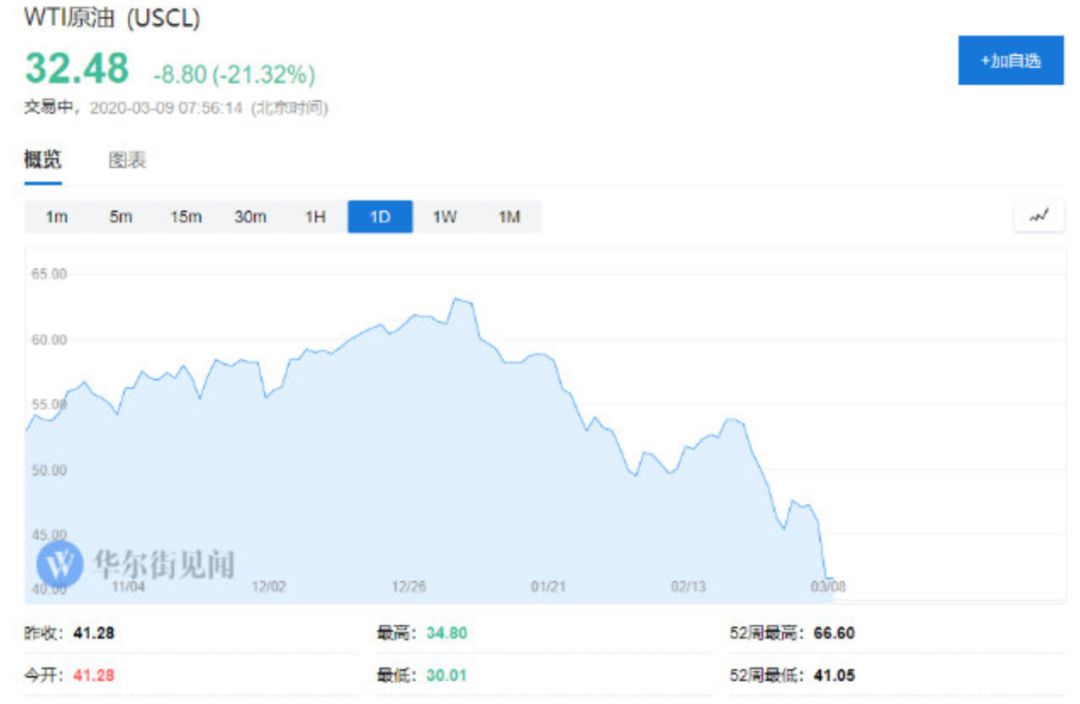 WTI原油 (USCL)
32.48 -8.80 (-21.32%)
+加自选
交易中，2020-03-09 07:56:14 (北京时间)
概览 图表
1m 5m 15m 30m 1H 1D 1W 1M
65.00
60.00
55.00
50.00
45.00
华尔街见闻
40.00 11/04 12/02 12/26 01/21 02/13 03/08
昨收：41.28 最高：34.80 52周最高：66.60
今开：41.28 最低：30.01 52周最低：41.05